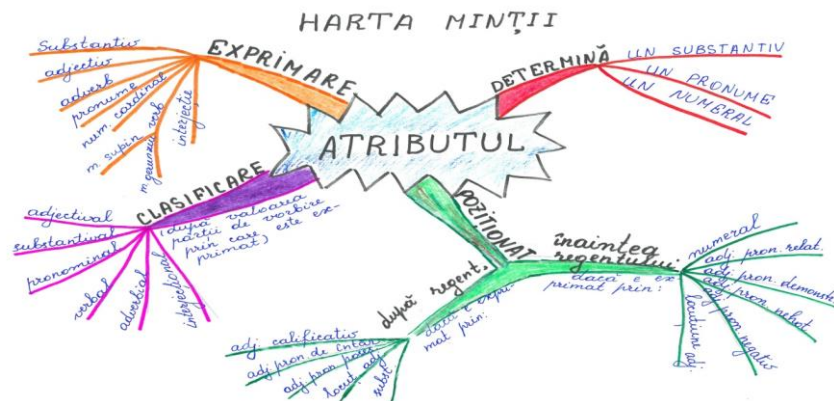 HARTA MINȚII
EXPRIMARE
Substantiv
adjectiv
adverb
pronume
num. cardinal
verb
m. supin
m. gerunziu
interjecție
DETERMINĂ
UN SUBSTANTIV
UN PRONUME
UN NUMERAL
ATRIBUTUL
CLASIFICARE
(după valoarea
părții de vorbire
prin care este ex-
primat)
adjectival
substantival
pronominal
verbal
adverbial
interjecțional
POZIȚIONAT
înaintea
regentului
dacă e ex
primat prin:
numeral
adj. pron. relat.
adj. pron. demonstr
adj. pron. nehot
adj. pron. negativ
locuțiune adj.
după regent,
dacă e expri-
mat prin:
adj. calificativ
adj. pron de întăr
adj. pron. poses
locuț. adj
subst.